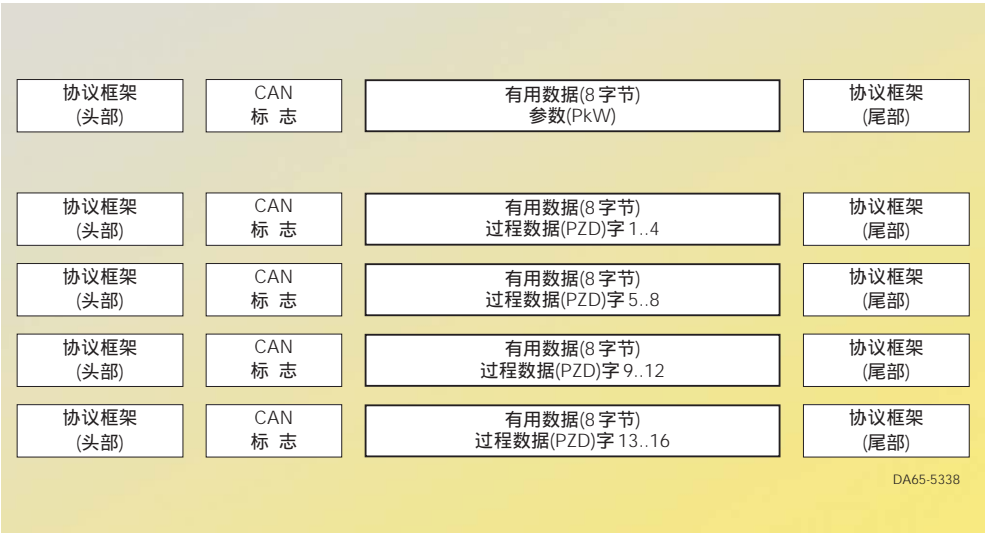 协议框架
(头部)
CAN
标 志
有用数据(8字节)
参数(PkW)
协议框架
(尾部)
协议框架
(头部)
CAN
标 志
有用数据(8字节)
过程数据(PZD)字1..4
协议框架
(尾部)
协议框架
(头部)
CAN
标 志
有用数据(8字节)
过程数据(PZD)字5..8
协议框架
(尾部)
协议框架
(头部)
CAN
标 志
有用数据(8字节)
过程数据(PZD)字9..12
协议框架
(尾部)
协议框架
(头部)
CAN
标 志
有用数据(8字节)
过程数据(PZD)字13..16
协议框架
(尾部)
DA65-5338